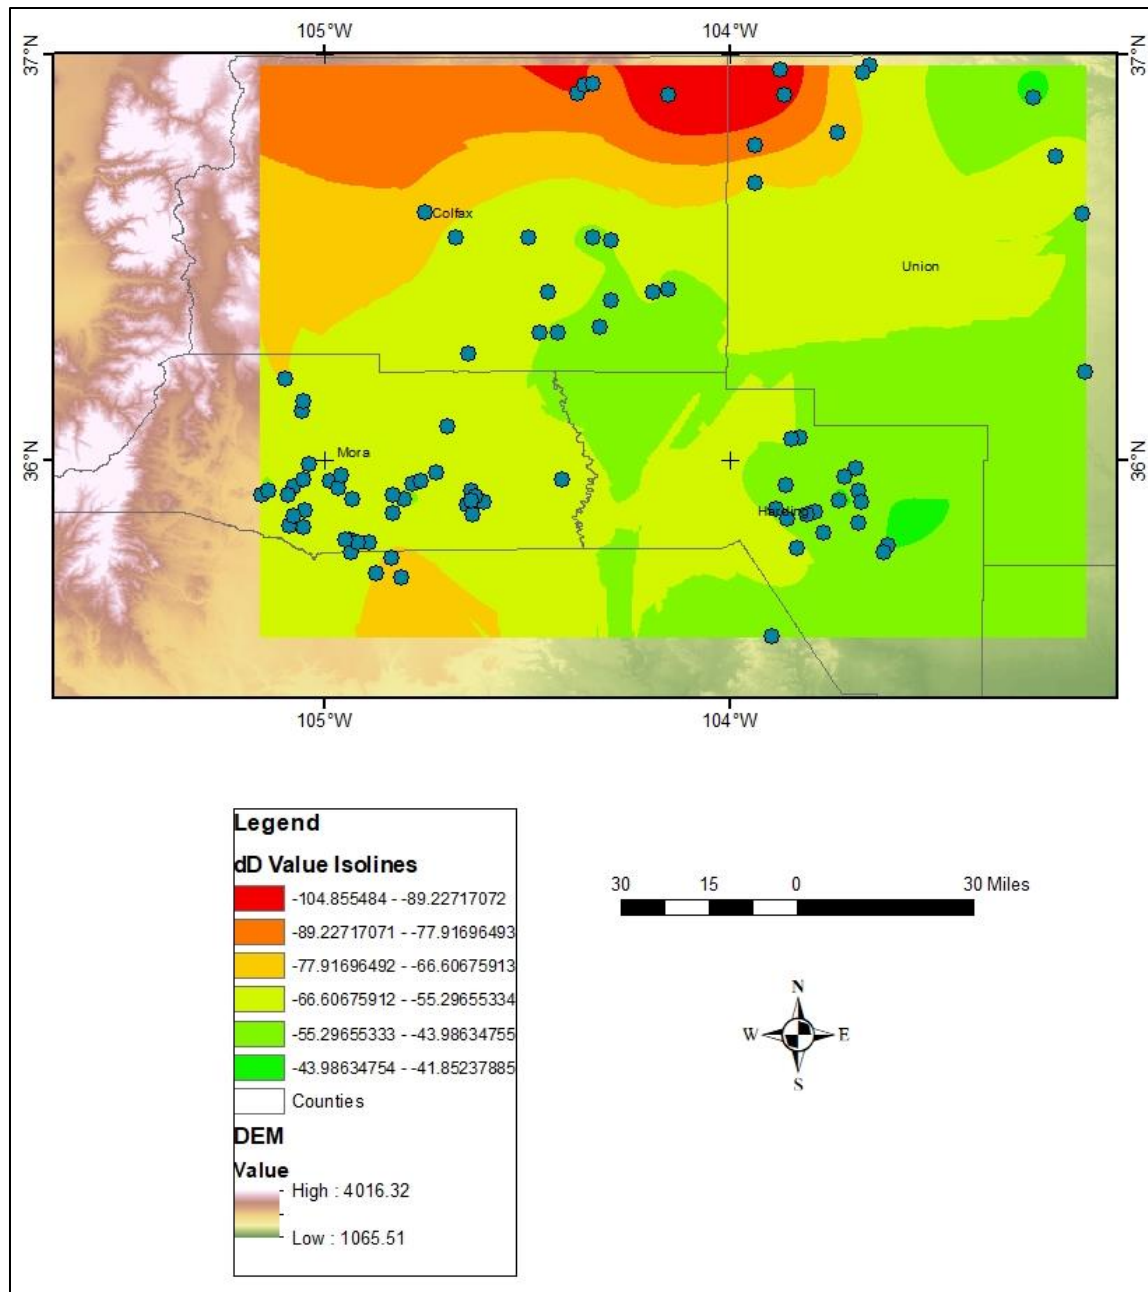 105°W 104°W
37°N 37°N
Colfax
Union
36°N 36°N
Mora
Harding
105°W 104°W
Legend
dD Value Isolines
-104.855484 - -89.22717072
-89.22717071 - -77.91696493
-77.91696492 - -66.60675913
-66.60675912 - -55.29655334
-55.29655333 - -43.98634755
-43.98634754 - -41.85237885
Counties
DEM
Value
High : 4016.32
Low : 1065.51
30 15 0 30 Miles
N
W E
S